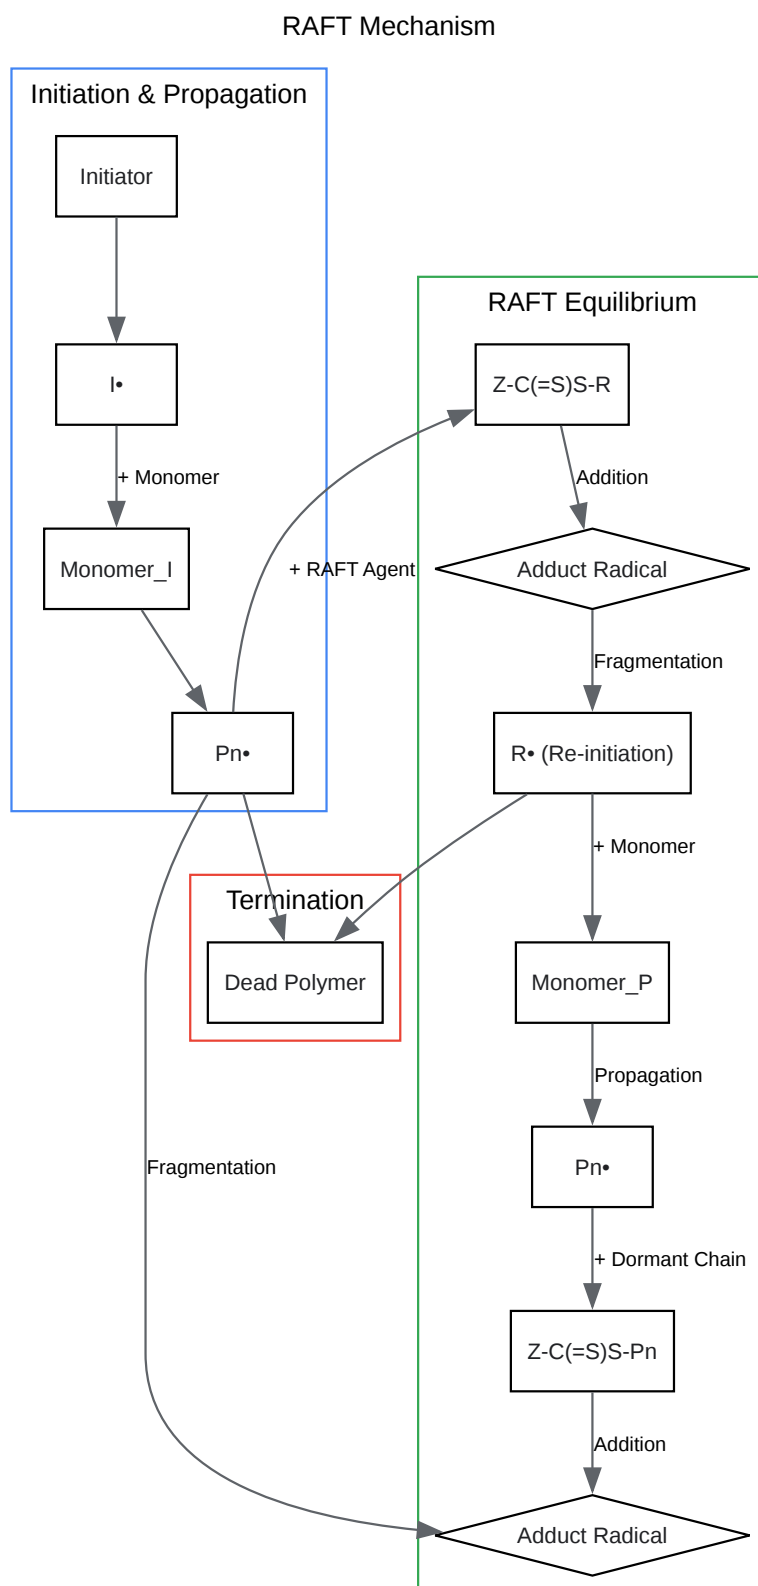 RAFT Mechanism
Initiation & Propagation
Initiator
I•
+ Monomer
Monomer_I
Pn•
+ RAFT Agent
RAFT Equilibrium
Z-C(=S)S-R
Addition
Adduct Radical
Fragmentation
R• (Re-initiation)
+ Monomer
Termination
Dead Polymer
Monomer_P
Propagation
Fragmentation
Pn•
+ Dormant Chain
Z-C(=S)S-Pn
Addition
Adduct Radical